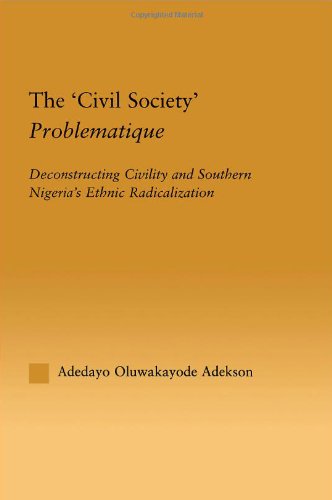 The ‘Civil Society’
Problematique
Deconstructing Civility and Southern
Nigeria’s Ethnic Radicalization
Adedayo Oluwakayode Adekson